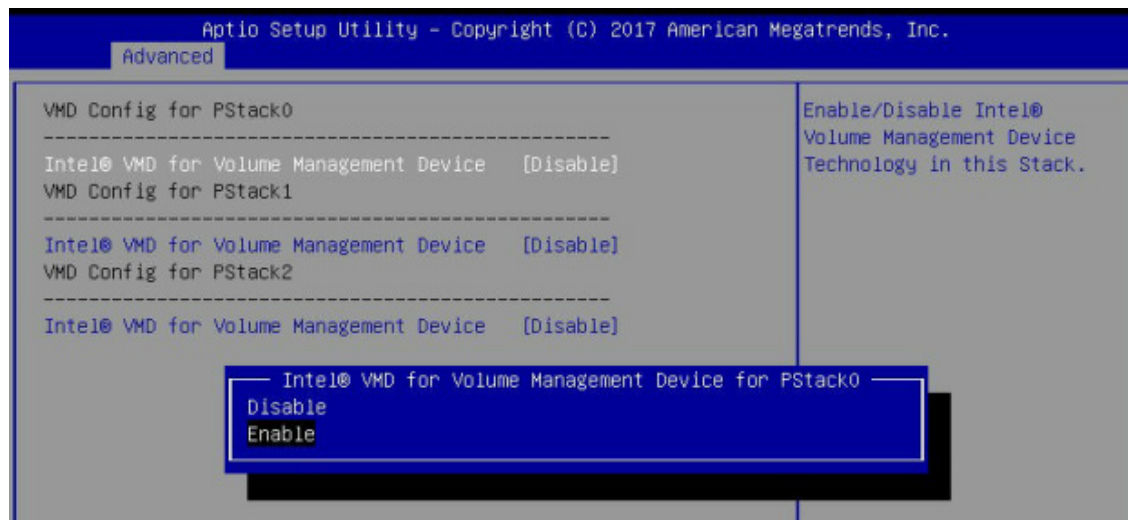 Aptio Setup Utility – Copyright (C) 2017 American Megatrends, Inc.
Advanced
VMD Config for PStack0
----------------------------------------------------
Intel® VMD for Volume Management Device [Disable]
VMD Config for PStack1
----------------------------------------------------
Intel® VMD for Volume Management Device [Disable]
VMD Config for PStack2
----------------------------------------------------
Intel® VMD for Volume Management Device [Disable]
Enable/Disable Intel®
Volume Management Device
Technology in this Stack.
Intel® VMD for Volume Management Device for PStack0
Disable
Enable